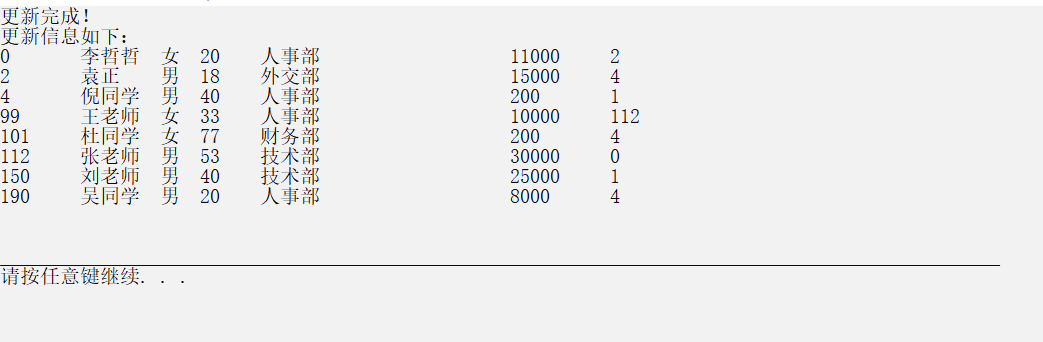 更新完成!
更新信息如下:
0 李哲哲 女 20 人事部 11000 2
2 袁正 男 18 外交部 15000 4
4 倪同学 男 40 人事部 200 1
99 王老师 女 33 人事部 10000 112
101 杜同学 女 77 财务部 200 4
112 张老师 男 53 技术部 30000 0
150 刘老师 男 40 技术部 25000 1
190 吴同学 男 20 人事部 8000 4
请按任意键继续. . .